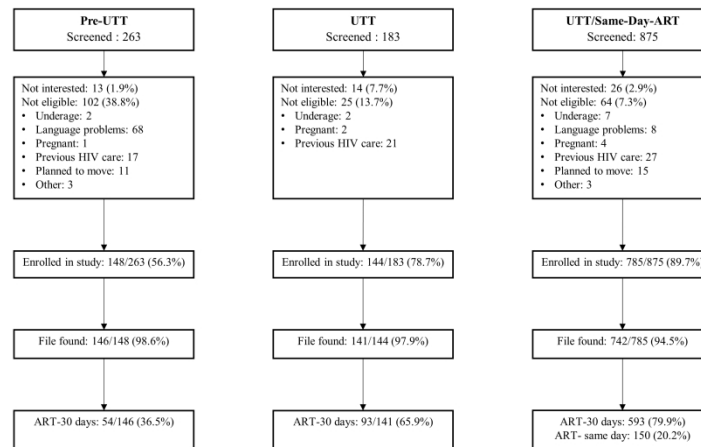 Pre-UTT
Screened : 263
Not interested: 13 (1.9%)
Not eligible: 102 (38.8%)
• Underage: 2
• Language problems: 68
• Pregnant: 1
• Previous HIV care: 17
• Planned to move: 11
• Other: 3
Enrolled in study: 148/263 (56.3%)
File found: 146/148 (98.6%)
ART-30 days: 54/146 (36.5%)
UTT
Screened : 183
Not interested: 14 (7.7%)
Not eligible: 25 (13.7%)
• Underage: 2
• Pregnant: 2
• Previous HIV care: 21
Enrolled in study: 144/183 (78.7%)
File found: 141/144 (97.9%)
ART-30 days: 93/141 (65.9%)
UTT/Same-Day-ART
Screened: 875
Not interested: 26 (2.9%)
Not eligible: 64 (7.3%)
• Underage: 7
• Language problems: 8
• Pregnant: 4
• Previous HIV care: 27
• Planned to move: 15
• Other: 3
Enrolled in study: 785/875 (89.7%)
File found: 742/785 (94.5%)
ART-30 days: 593 (79.9%)
ART- same day: 150 (20.2%)